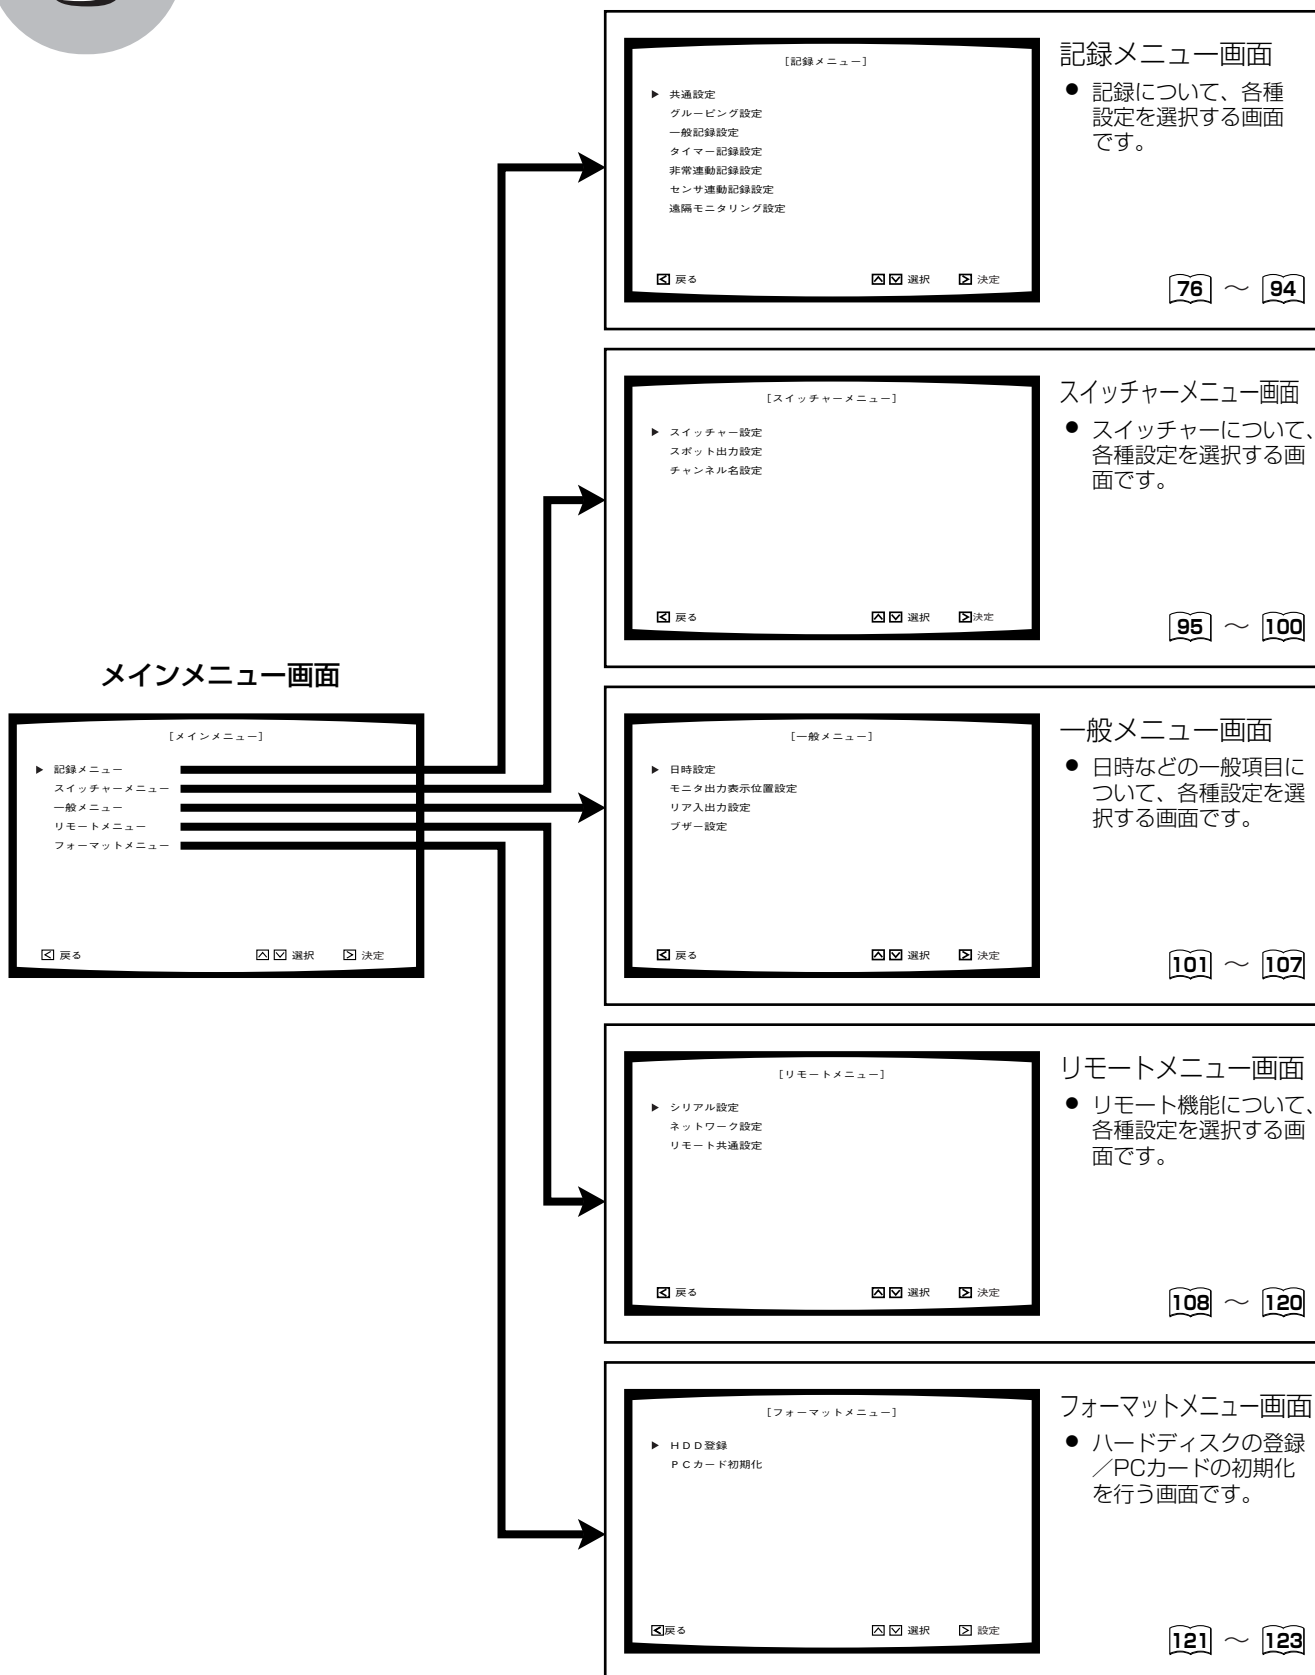 [記録メニュー]
▶ 共通設定
グルーピング設定
一般記録設定
タイマー記録設定
非常連動記録設定
センサ連動記録設定
遠隔モニタリング設定
戻る 選択 決定
記録メニュー画面
● 記録について、各種
設定を選択する画面
です。
76 ～ 94
[スイッチャーメニュー]
▶ スイッチャー設定
スポット出力設定
チャンネル名設定
戻る 選択 決定
スイッチャーメニュー画面
● スイッチャーについて、
各種設定を選択する画
面です。
95 ～ 100
メインメニュー画面
[メインメニュー]
▶ 記録メニュー
スイッチャーメニュー
一般メニュー
リモートメニュー
フォーマットメニュー
戻る 選択 決定
[一般メニュー]
▶ 日時設定
モニタ出力表示位置設定
リア入出力設定
ブザー設定
戻る 選択 決定
一般メニュー画面
● 日時などの一般項目に
ついて、各種設定を選
択する画面です。
101 ～ 107
[リモートメニュー]
▶ シリアル設定
ネットワーク設定
リモート共通設定
戻る 選択 決定
リモートメニュー画面
● リモート機能について、
各種設定を選択する画
面です。
108 ～ 120
[フォーマットメニュー]
▶ ＨＤＤ登録
ＰＣカード初期化
戻る 選択 設定
フォーマットメニュー画面
● ハードディスクの登録
／PCカードの初期化
を行う画面です。
121 ～ 123